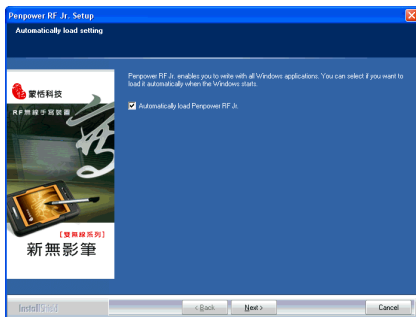 Penpower RF Jr. Setup
Automatically load setting
Penpower RF Jr. enables you to write with all Windows applications. You can select if you want to
load it automatically when the Windows starts.
Automatically load Penpower RF Jr.
蒙恬科技
RF無線手寫裝置
[雙無線系列]
新無影筆
InstallShield
< Back
Next >
Cancel